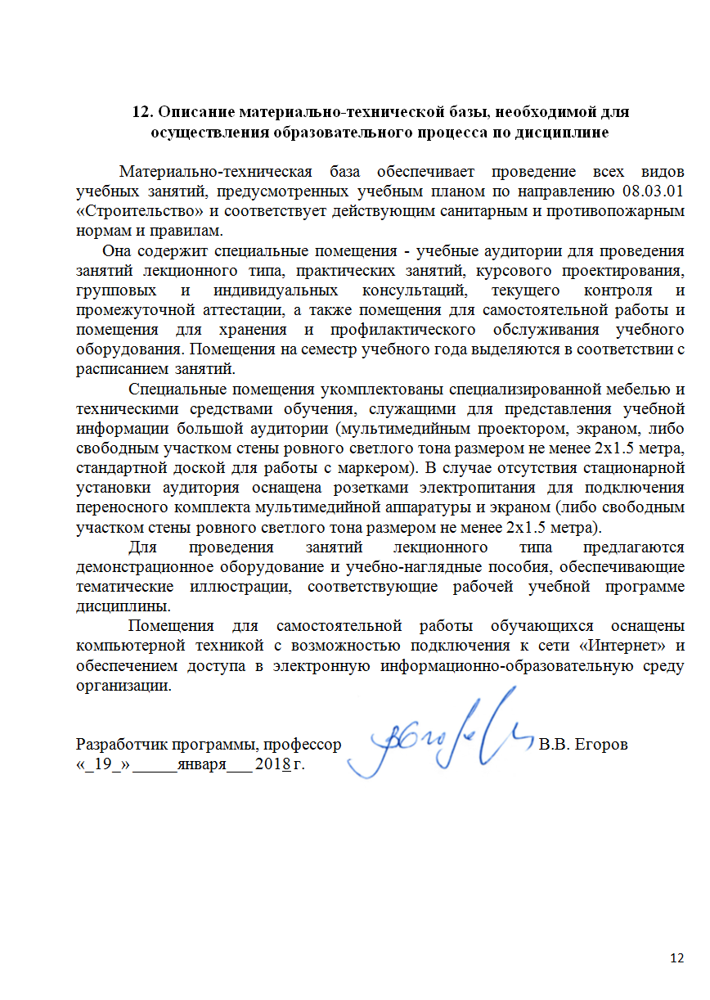 12. Описание материально-технической базы, необходимой для
осуществления образовательного процесса по дисциплине
Материально-техническая база обеспечивает проведение всех видов
учебных занятий, предусмотренных учебным планом по направлению 08.03.01
«Строительство» и соответствует действующим санитарным и противопожарным
нормам и правилам.
Она содержит специальные помещения - учебные аудитории для проведения
занятий лекционного типа, практических занятий, курсового проектирования,
групповых и индивидуальных консультаций, текущего контроля и
промежуточной аттестации, а также помещения для самостоятельной работы и
помещения для хранения и профилактического обслуживания учебного
оборудования. Помещения на семестр учебного года выделяются в соответствии с
расписанием занятий.
Специальные помещения укомплектованы специализированной мебелью и
техническими средствами обучения, служащими для представления учебной
информации большой аудитории (мультимедийным проектором, экраном, либо
свободным участком стены ровного светлого тона размером не менее 2х1.5 метра,
стандартной доской для работы с маркером). В случае отсутствия стационарной
установки аудитория оснащена розетками электропитания для подключения
переносного комплекта мультимедийной аппаратуры и экраном (либо свободным
участком стены ровного светлого тона размером не менее 2х1.5 метра).
Для проведения занятий лекционного типа предлагаются
демонстрационное оборудование и учебно-наглядные пособия, обеспечивающие
тематические иллюстрации, соответствующие рабочей учебной программе
дисциплины.
Помещения для самостоятельной работы обучающихся оснащены
компьютерной техникой с возможностью подключения к сети «Интернет» и
обеспечением доступа в электронную информационно-образовательную среду
организации.
Разработчик программы, профессор В.В. Егоров
«_19_» _____января___ 2018 г.
12